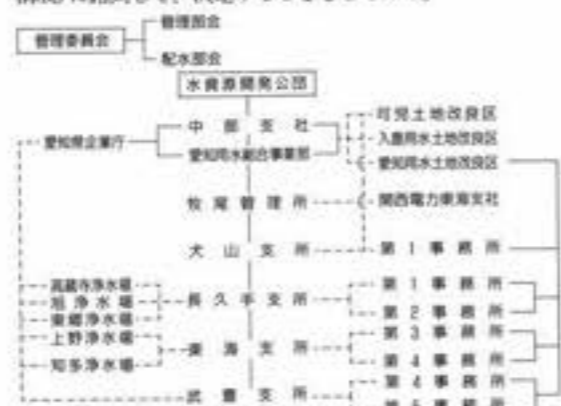 管理部会
管理委員会
配水部会
水資源開発公団
中部支社
可児土地改良区
入鹿用水土地改良区
愛知県企業庁
愛知用水総合事業部
愛知用水土地改良区
牧尾管理所
関西電力東海支社
犬山支所
第1事務所
高蔵寺浄水場
旭浄水場
長久手支所
第1事務所
第2事務所
東郷浄水場
上野浄水場
東海支所
第3事務所
第4事務所
知多浄水場
武豊支所
第4事務所
第5事務所